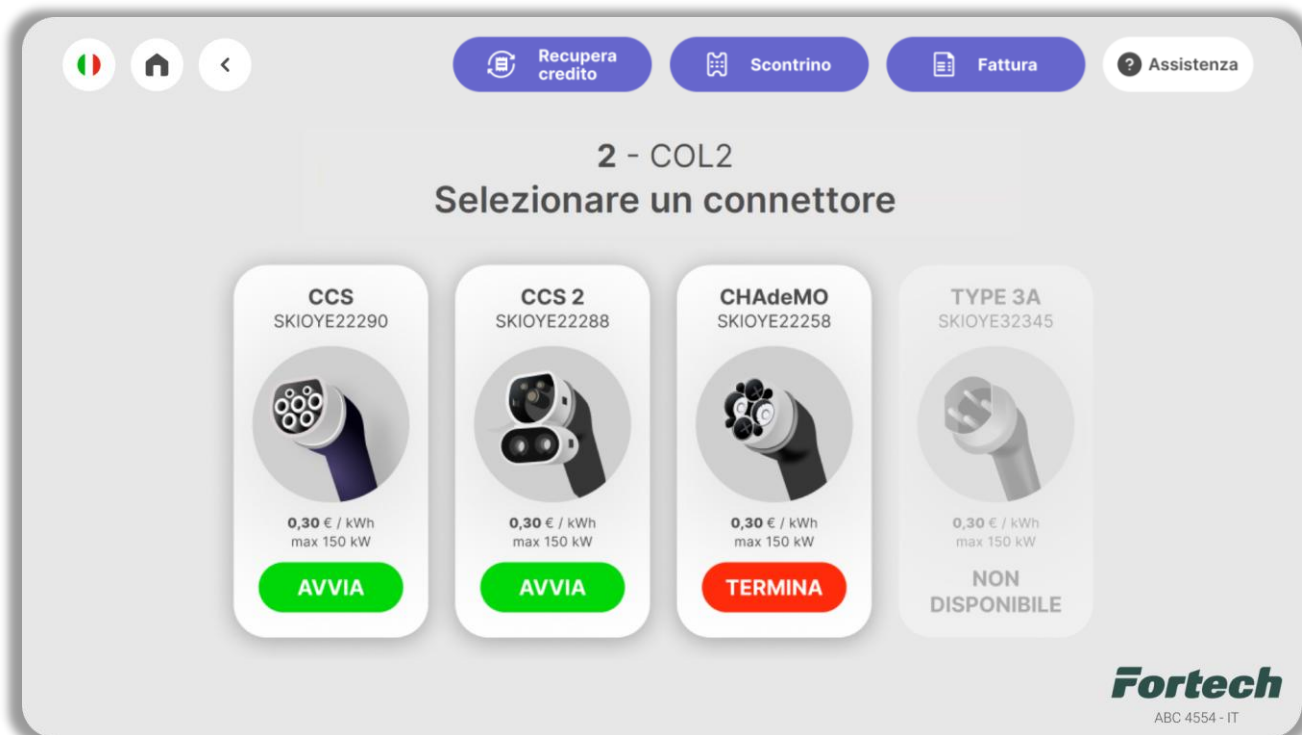 Recupera
credito
Scontrino
Fattura
? Assistenza
2 - COL2
Selezionare un connettore
CCS
SKIOYE22290
0,30 € / kWh
max 150 kW
AVVIA
CCS 2
SKIOYE22288
0,30 € / kWh
max 150 kW
AVVIA
CHAdeMO
SKIOYE22258
0,30 € / kWh
max 150 kW
TERMINA
TYPE 3A
SKIOYE32345
0,30 € / kWh
max 150 kW
NON
DISPONIBILE
Fortech
ABC 4554 - IT